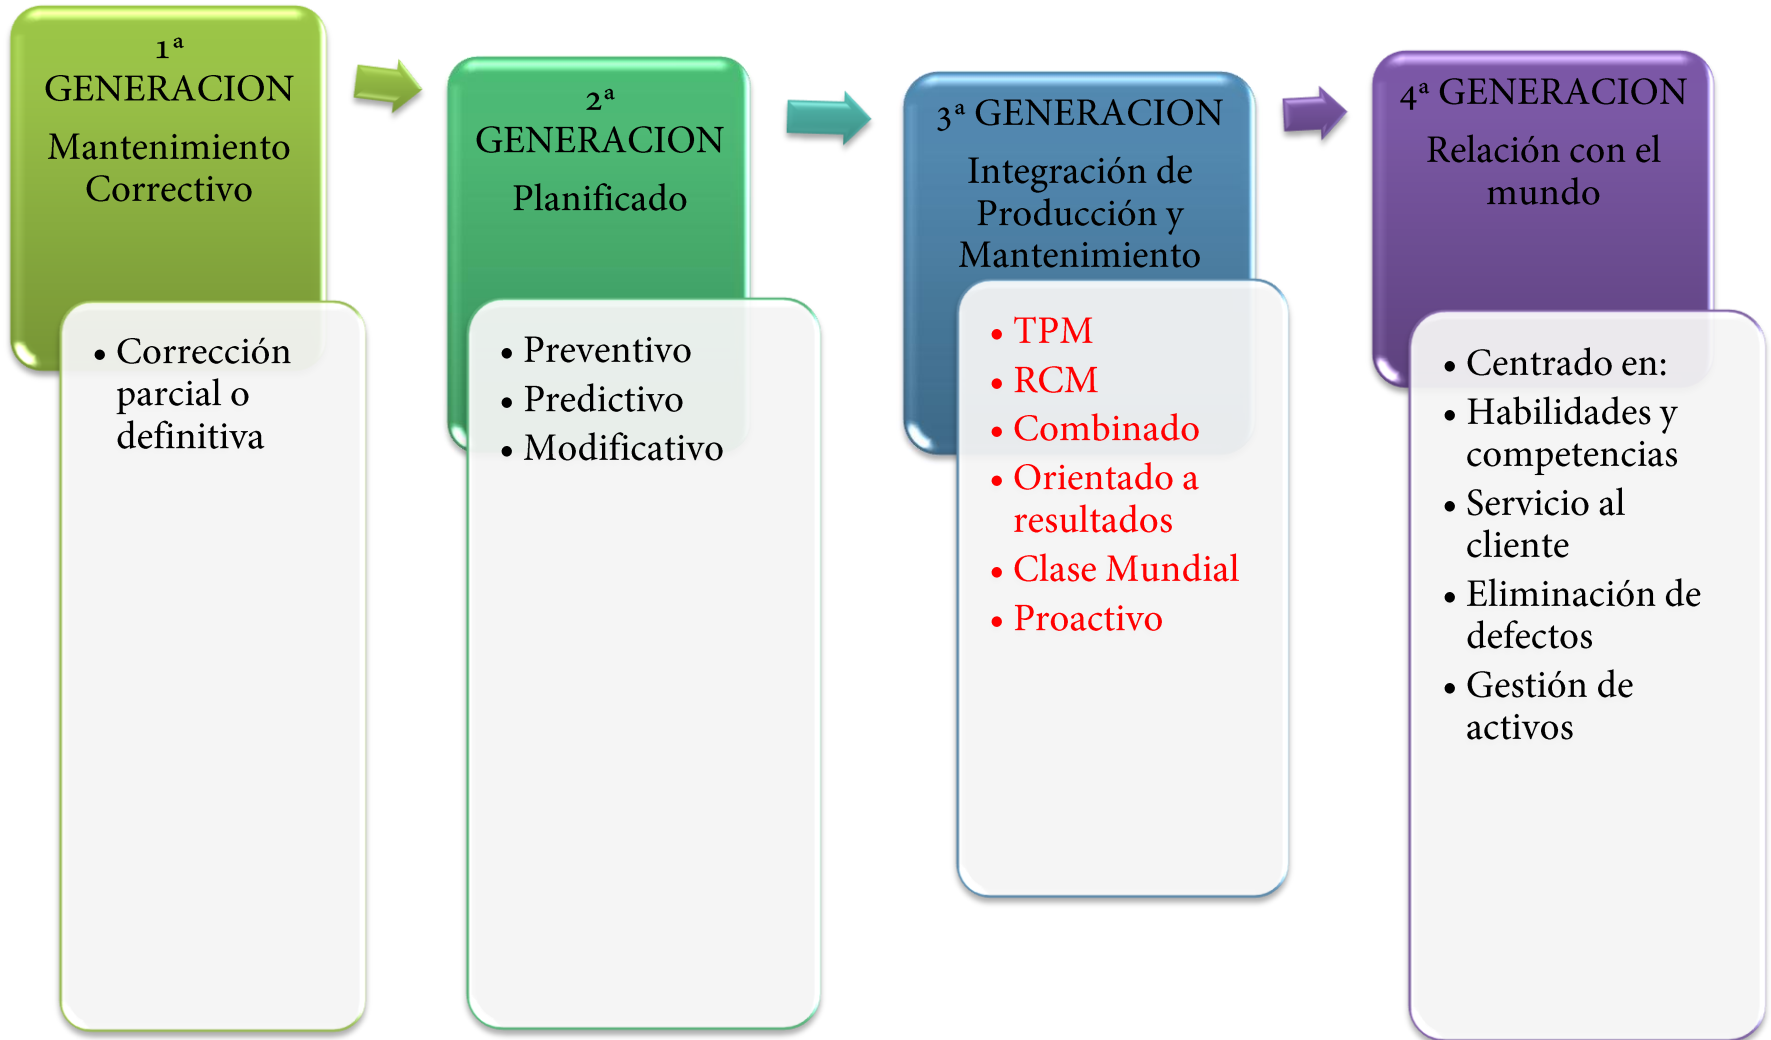 1ª
GENERACION
Mantenimiento
Correctivo
• Corrección
parcial o
definitiva
2ª
GENERACION
Planificado
• Preventivo
• Predictivo
• Modificativo
3ª GENERACION
Integración de
Producción y
Mantenimiento
• TPM
• RCM
• Combinado
• Orientado a
resultados
• Clase Mundial
• Proactivo
4ª GENERACION
Relación con el
mundo
• Centrado en:
• Habilidades y
competencias
• Servicio al
cliente
• Eliminación de
defectos
• Gestión de
activos